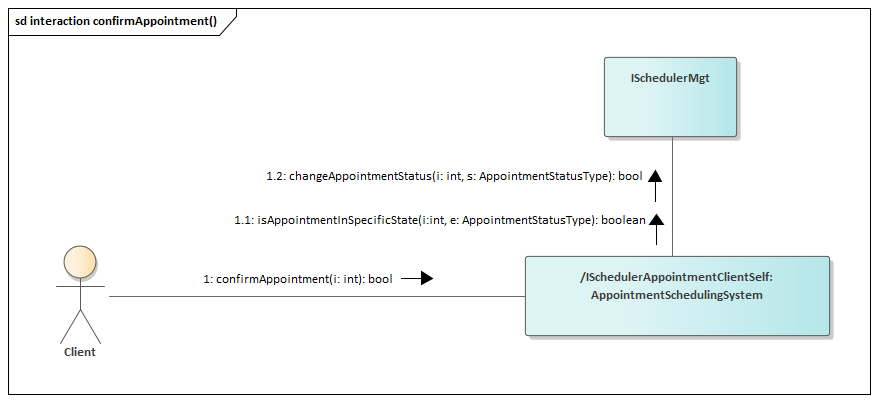 sd interaction confirmAppointment()
ISchedulerMgt
1.2: changeAppointmentStatus(i: int, s: AppointmentStatusType): bool
1.1: isAppointmentInSpecificState(i:int, e: AppointmentStatusType): boolean
1: confirmAppointment(i: int): bool
/ISchedulerAppointmentClientSelf:
AppointmentSchedulingSystem
Client